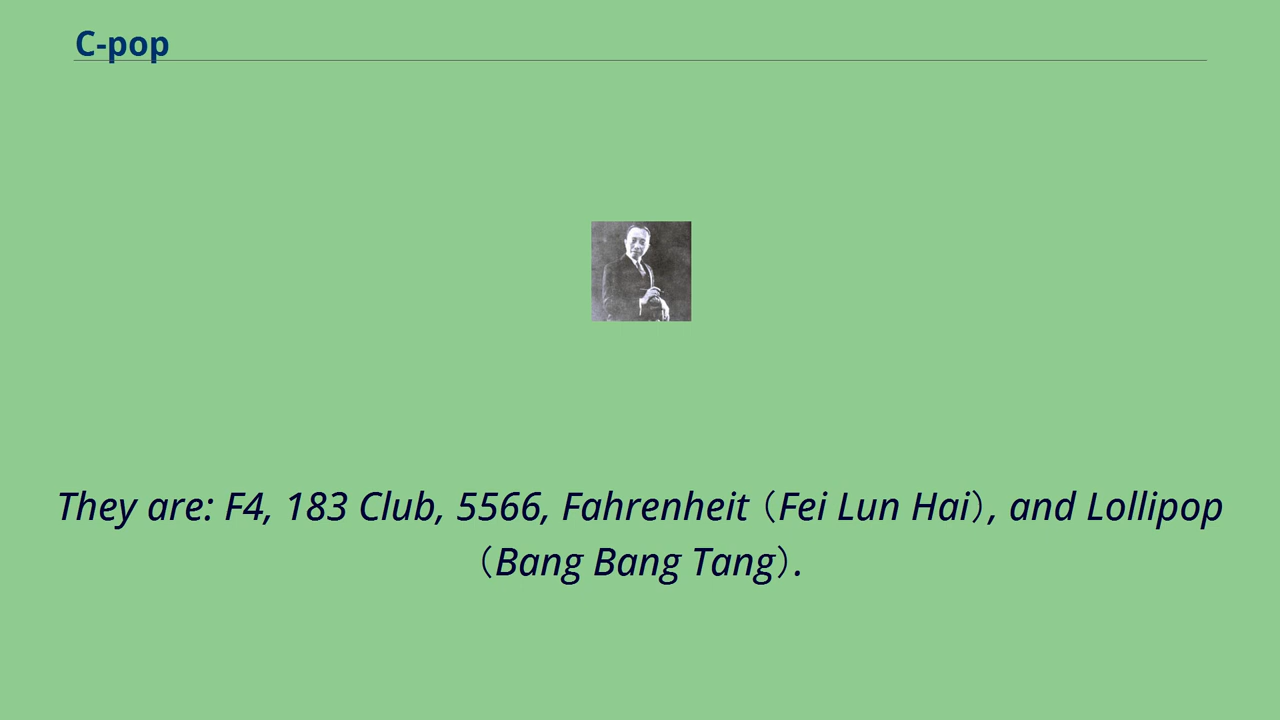 C-pop
They are: F4, 183 Club, 5566, Fahrenheit（Fei Lun Hai）, and Lollipop
（Bang Bang Tang）.